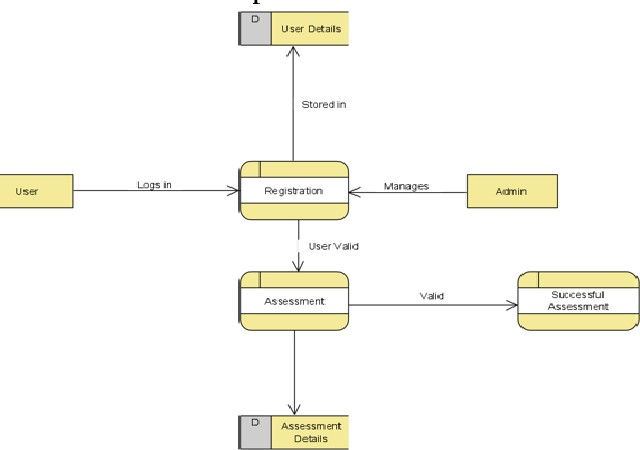 D
User Details
Stored in
User
Logs in
Registration
Manages
Admin
User Valid
Assessment
Valid
Successfull
Assessment
D
Assessment
Details